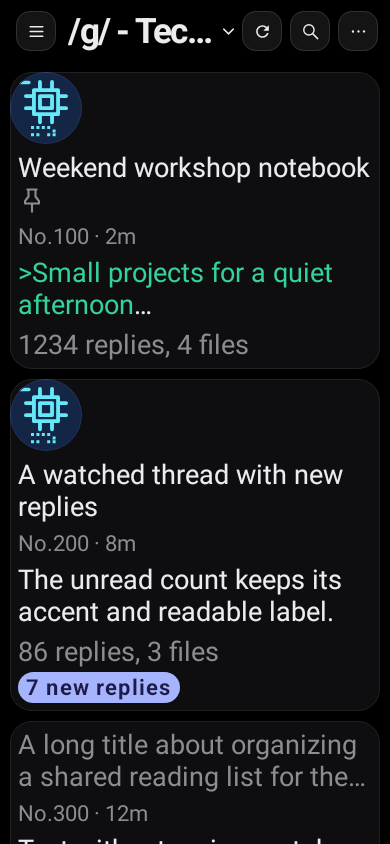 /g/ - Tec...
Weekend workshop notebook
No.100 · 2m
>Small projects for a quiet
afternoon…
1234 replies, 4 files
A watched thread with new
replies
No.200 · 8m
The unread count keeps its
accent and readable label.
86 replies, 3 files
7 new replies
A long title about organizing
a shared reading list for the…
No.300 · 12m